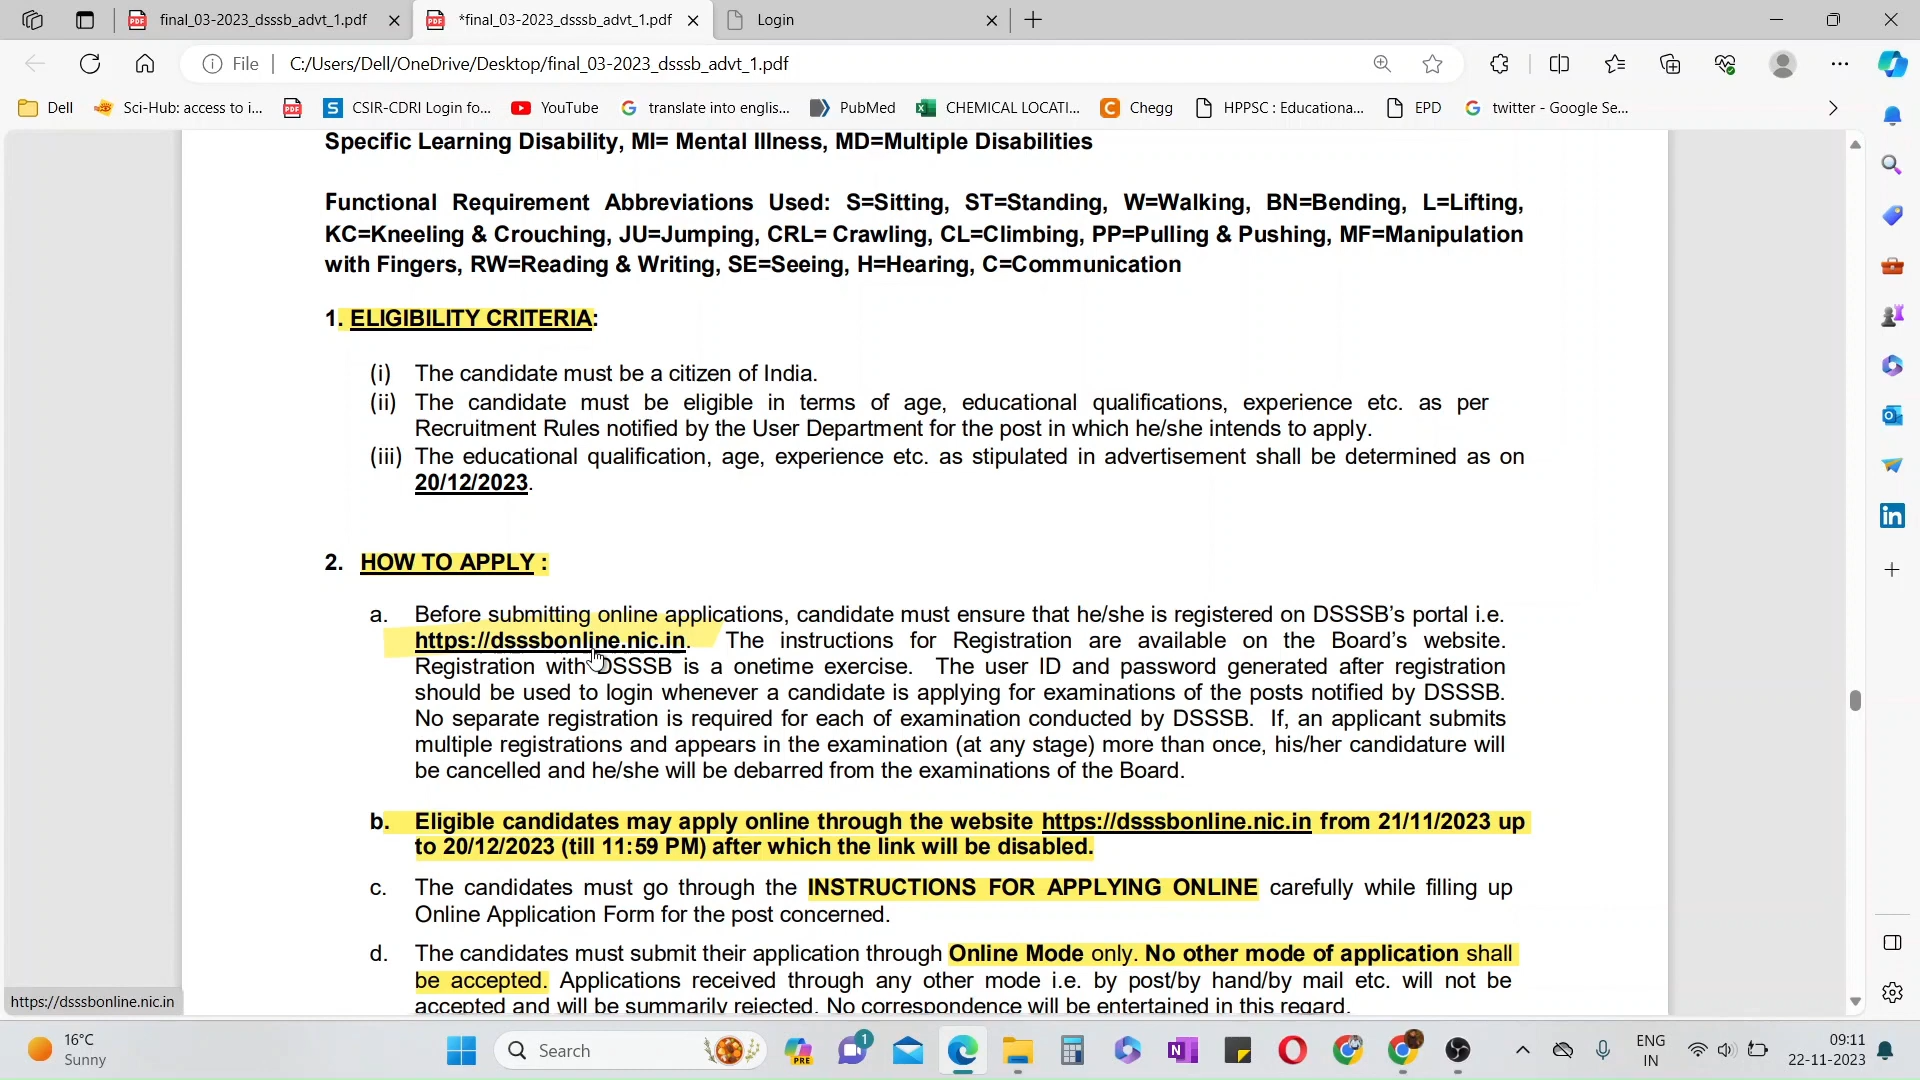 final_03-2023_dsssb_advt_1.pdf
*final_03-2023_dsssb_advt_1.pdf
Login
File
C:/Users/Dell/OneDrive/Desktop/final_03-2023_dsssb_advt_1.pdf
Dell
Sci-Hub: access to i...
CSIR-CDRI Login fo...
YouTube
translate into englis...
PubMed
CHEMICAL LOCATI...
Chegg
HPPSC : Educationa...
EPD
twitter - Google Se...
Specific Learning Disability, MI= Mental Illness, MD=Multiple Disabilities
Functional Requirement Abbreviations Used: S=Sitting, ST=Standing, W=Walking, BN=Bending, L=Lifting,
KC=Kneeling & Crouching, JU=Jumping, CRL= Crawling, CL=Climbing, PP=Pulling & Pushing, MF=Manipulation
with Fingers, RW=Reading & Writing, SE=Seeing, H=Hearing, C=Communication
1. ELIGIBILITY CRITERIA:
(i) The candidate must be a citizen of India.
(ii) The candidate must be eligible in terms of age, educational qualifications, experience etc. as per
Recruitment Rules notified by the User Department for the post in which he/she intends to apply.
(iii) The educational qualification, age, experience etc. as stipulated in advertisement shall be determined as on
20/12/2023.
2. HOW TO APPLY :
a. Before submitting online applications, candidate must ensure that he/she is registered on DSSSB's portal i.e.
https://dsssbonline.nic.in. The instructions for Registration are available on the Board's website.
Registration with DSSSB is a onetime exercise. The user ID and password generated after registration
should be used to login whenever a candidate is applying for examinations of the posts notified by DSSSB.
No separate registration is required for each of examination conducted by DSSSB. If, an applicant submits
multiple registrations and appears in the examination (at any stage) more than once, his/her candidature will
be cancelled and he/she will be debarred from the examinations of the Board.
b. Eligible candidates may apply online through the website https://dsssbonline.nic.in from 21/11/2023 up
to 20/12/2023 (till 11:59 PM) after which the link will be disabled.
c. The candidates must go through the INSTRUCTIONS FOR APPLYING ONLINE carefully while filling up
Online Application Form for the post concerned.
d. The candidates must submit their application through Online Mode only. No other mode of application shall
be accepted. Applications received through any other mode i.e. by post/by hand/by mail etc. will not be
accepted and will be summarily rejected. No correspondence will be entertained in this regard.
https://dsssbonline.nic.in
16°C
Sunny
Search
PRE
1
ENG
IN
09:11
22-11-2023